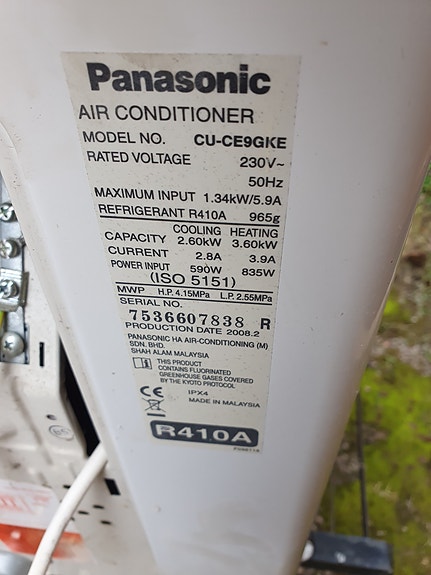 Panasonic
AIR CONDITIONER
MODEL NO. CU-CE9GKE
RATED VOLTAGE 230V~
50Hz
MAXIMUM INPUT 1.34kW/5.9A
REFRIGERANT R410A 965g
COOLING HEATING
CAPACITY 2.60kW 3.60kW
CURRENT 2.8A 3.9A
POWER INPUT 590W 835W
(ISO 5151)
MWP H.P. 4.15MPa L.P. 2.55MPa
SERIAL NO.
7536607838 R
PRODUCTION DATE 2008.2
PANASONIC HA AIR-CONDITIONING (M)
SDN. BHD.
SHAH ALAM MALAYSIA
THIS PRODUCT
CONTAINS FLUORINATED
GREENHOUSE GASES COVERED
BY THE KYOTO PROTOCOL
CE IPX4
MADE IN MALAYSIA
R410A